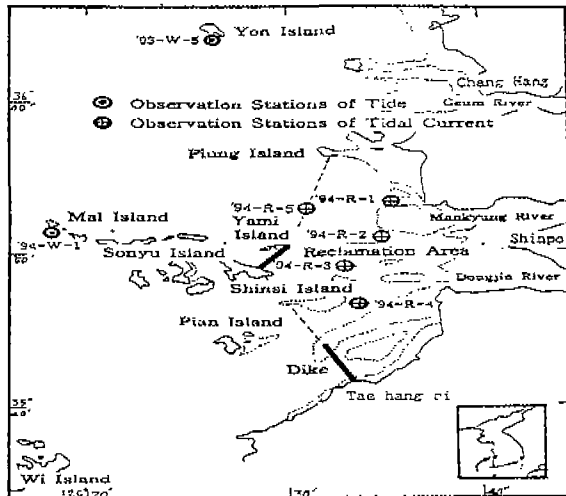 '03-W-5
Yon Island
Chang Hang
Geum River
Observation Stations of Tide
Observation Stations of Tidal Current
Piung Island
'94-R-5
'94-R-1
Mal Island
Yami
Island
Mankyung River
'94-W-1
'94-R-2
Sonyu Island
Reclamation Area
Shinpo
'94-R-3
Dongjin River
Shinsi Island
'94-R-4
Pian Island
Dike
Tae hang ri
Wi Island